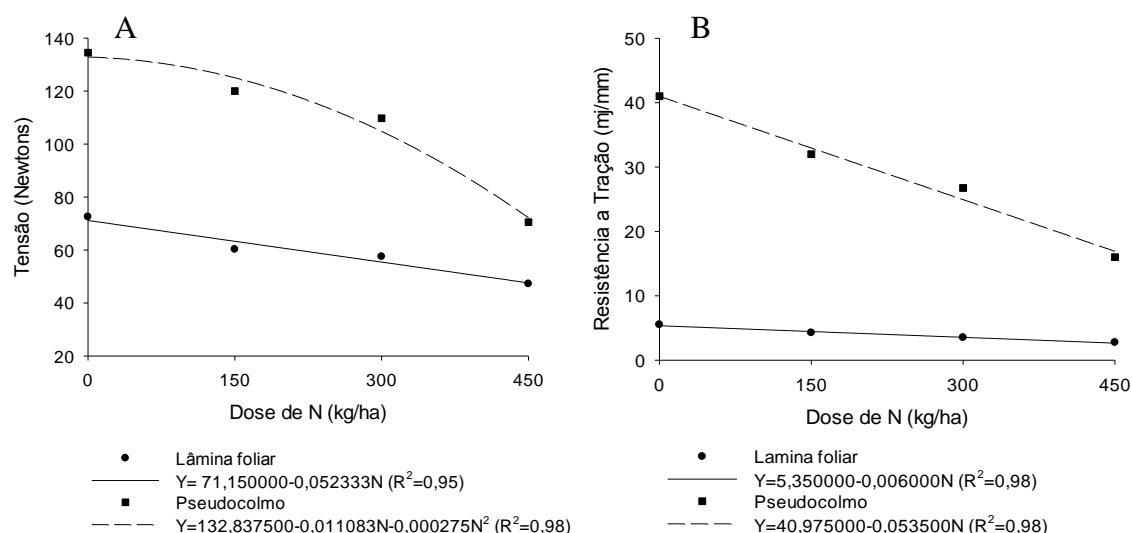 A
140
120
100
80
60
40
20
Tensão (Newtons)
0 150 300 450
Dose de N (kg/ha)
Lâmina foliar
Y= 71,150000-0,052333N (R²=0,95)
Pseudocolmo
Y=132,837500-0,011083N-0,000275N² (R²=0,98)
B
50
40
30
20
10
0
Resistência a Tração (mj/mm)
0 150 300 450
Dose de N (kg/ha)
Lamina foliar
Y=5,350000-0,006000N (R²=0,98)
Pseudocolmo
Y=40,975000-0,053500N (R²=0,98)